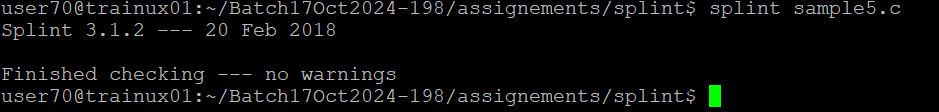 user70@trainux01:~/Batch17Oct2024-198/assignements/splint$ splint sample5.c
Splint 3.1.2 --- 20 Feb 2018
Finished checking --- no warnings
user70@trainux01:~/Batch17Oct2024-198/assignements/splint$